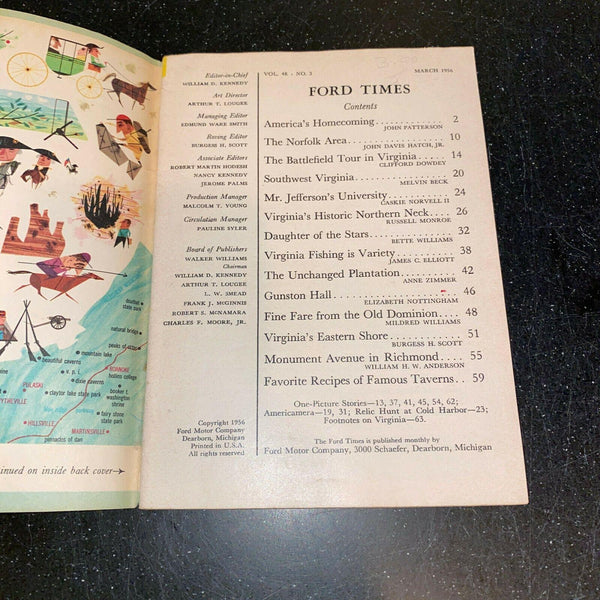 Editor-in-Chief
WILLIAM D. KENNEDY
Art Director
ARTHUR T. LOUGEE
Managing Editor
EDMUND WARE SMITH
Roving Editor
BURGESS H. SCOTT
Associate Editors
ROBERT MARTIN HODESH
NANCY KENNEDY
JEROME PALMS
Production Manager
MALCOLM T. YOUNG
Circulation Manager
PAULINE SYLER
Board of Publishers
WALKER WILLIAMS
Chairman
WILLIAM D. KENNEDY
ARTHUR T. LOUGEE
L. W. SMEAD
FRANK J. McGINNIS
ROBERT S. McNAMARA
CHARLES F. MOORE, JR.
Copyright 1956
Ford Motor Company
Dearborn, Michigan
Printed in U.S.A.
All rights reserved
VOL. 48 · NO. 3 MARCH 1956
FORD TIMES
Contents
America's Homecoming 2
JOHN PATTERSON
The Norfolk Area 10
JOHN DAVIS HATCH, JR.
The Battlefield Tour in Virginia 14
CLIFFORD DOWDEY
Southwest Virginia 20
MELVIN BECK
Mr. Jefferson's University 24
CASKIE NORVELL II
Virginia's Historic Northern Neck 26
RUSSELL MONROE
Daughter of the Stars 32
BETTE WILLIAMS
Virginia Fishing is Variety 38
JAMES C. ELLIOTT
The Unchanged Plantation 42
ANNE ZIMMER
Gunston Hall 46
ELIZABETH NOTTINGHAM
Fine Fare from the Old Dominion 48
MILDRED WILLIAMS
Virginia's Eastern Shore 51
BURGESS H. SCOTT
Monument Avenue in Richmond 55
WILLIAM H. W. ANDERSON
Favorite Recipes of Famous Taverns 59
One-Picture Stories—13, 37, 41, 45, 54, 62;
Americamera—19, 31; Relic Hunt at Cold Harbor—23;
Footnotes on Virginia—63.
The Ford Times is published monthly by
Ford Motor Company, 3000 Schaefer, Dearborn, Michigan
douthat
state park
natural bridge
peaks of otter
mountain lake
beautiful caverns
ROANOKE
hollins college
v. p. i.
dixie caverns
PULASKI
claytor lake state park
booker t.
washington
shrine
fairy stone
state park
HILLSVILLE
MARTINSVILLE
pinnacles of dan
nued on inside back cover